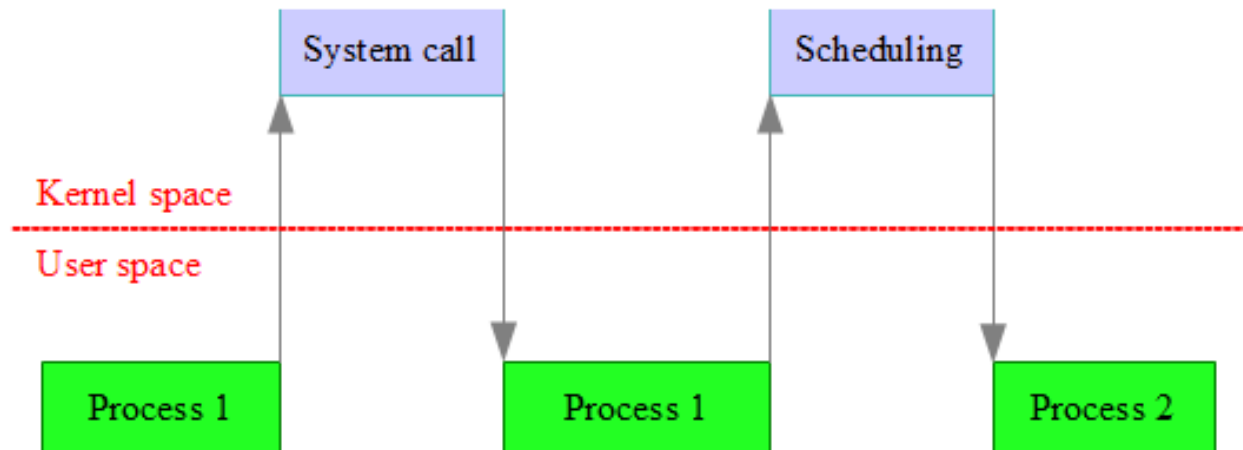 System call
Scheduling
Kernel space
User space
Process 1
Process 1
Process 2